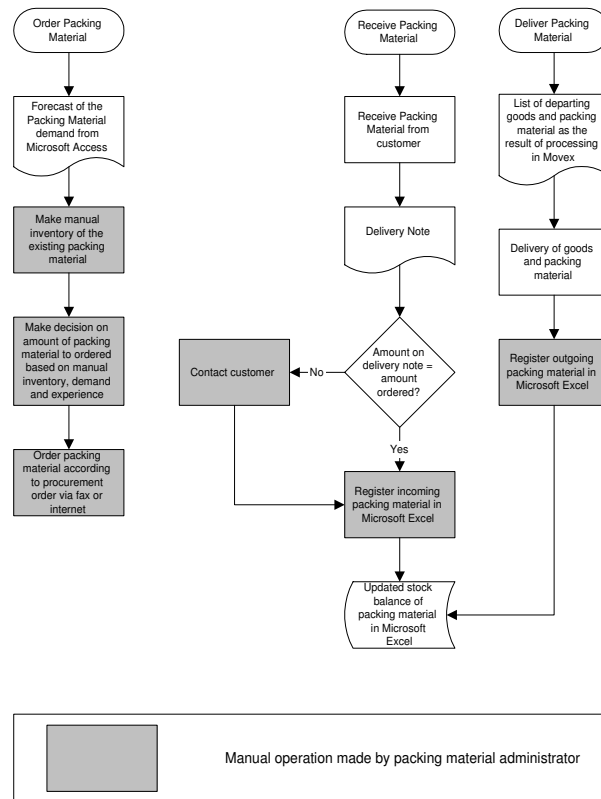 Order Packing
Material
Forecast of the
Packing Material
demand from
Microsoft Access
Make manual
inventory of the
existing packing
material
Make decision on
amount of packing
material to ordered
based on manual
inventory, demand
and experience
Order packing
material according
to procurement
order via fax or
internet
Receive Packing
Material
Receive Packing
Material from
customer
Delivery Note
Amount on
delivery note =
amount
ordered?
No
Contact customer
Yes
Register incoming
packing material in
Microsoft Excel
Updated stock
balance of
packing material
in Microsoft
Excel
Deliver Packing
Material
List of departing
goods and packing
material as the
result of processing
in Movex
Delivery of goods
and packing
material
Register outgoing
packing material in
Microsoft Excel
Manual operation made by packing material administrator